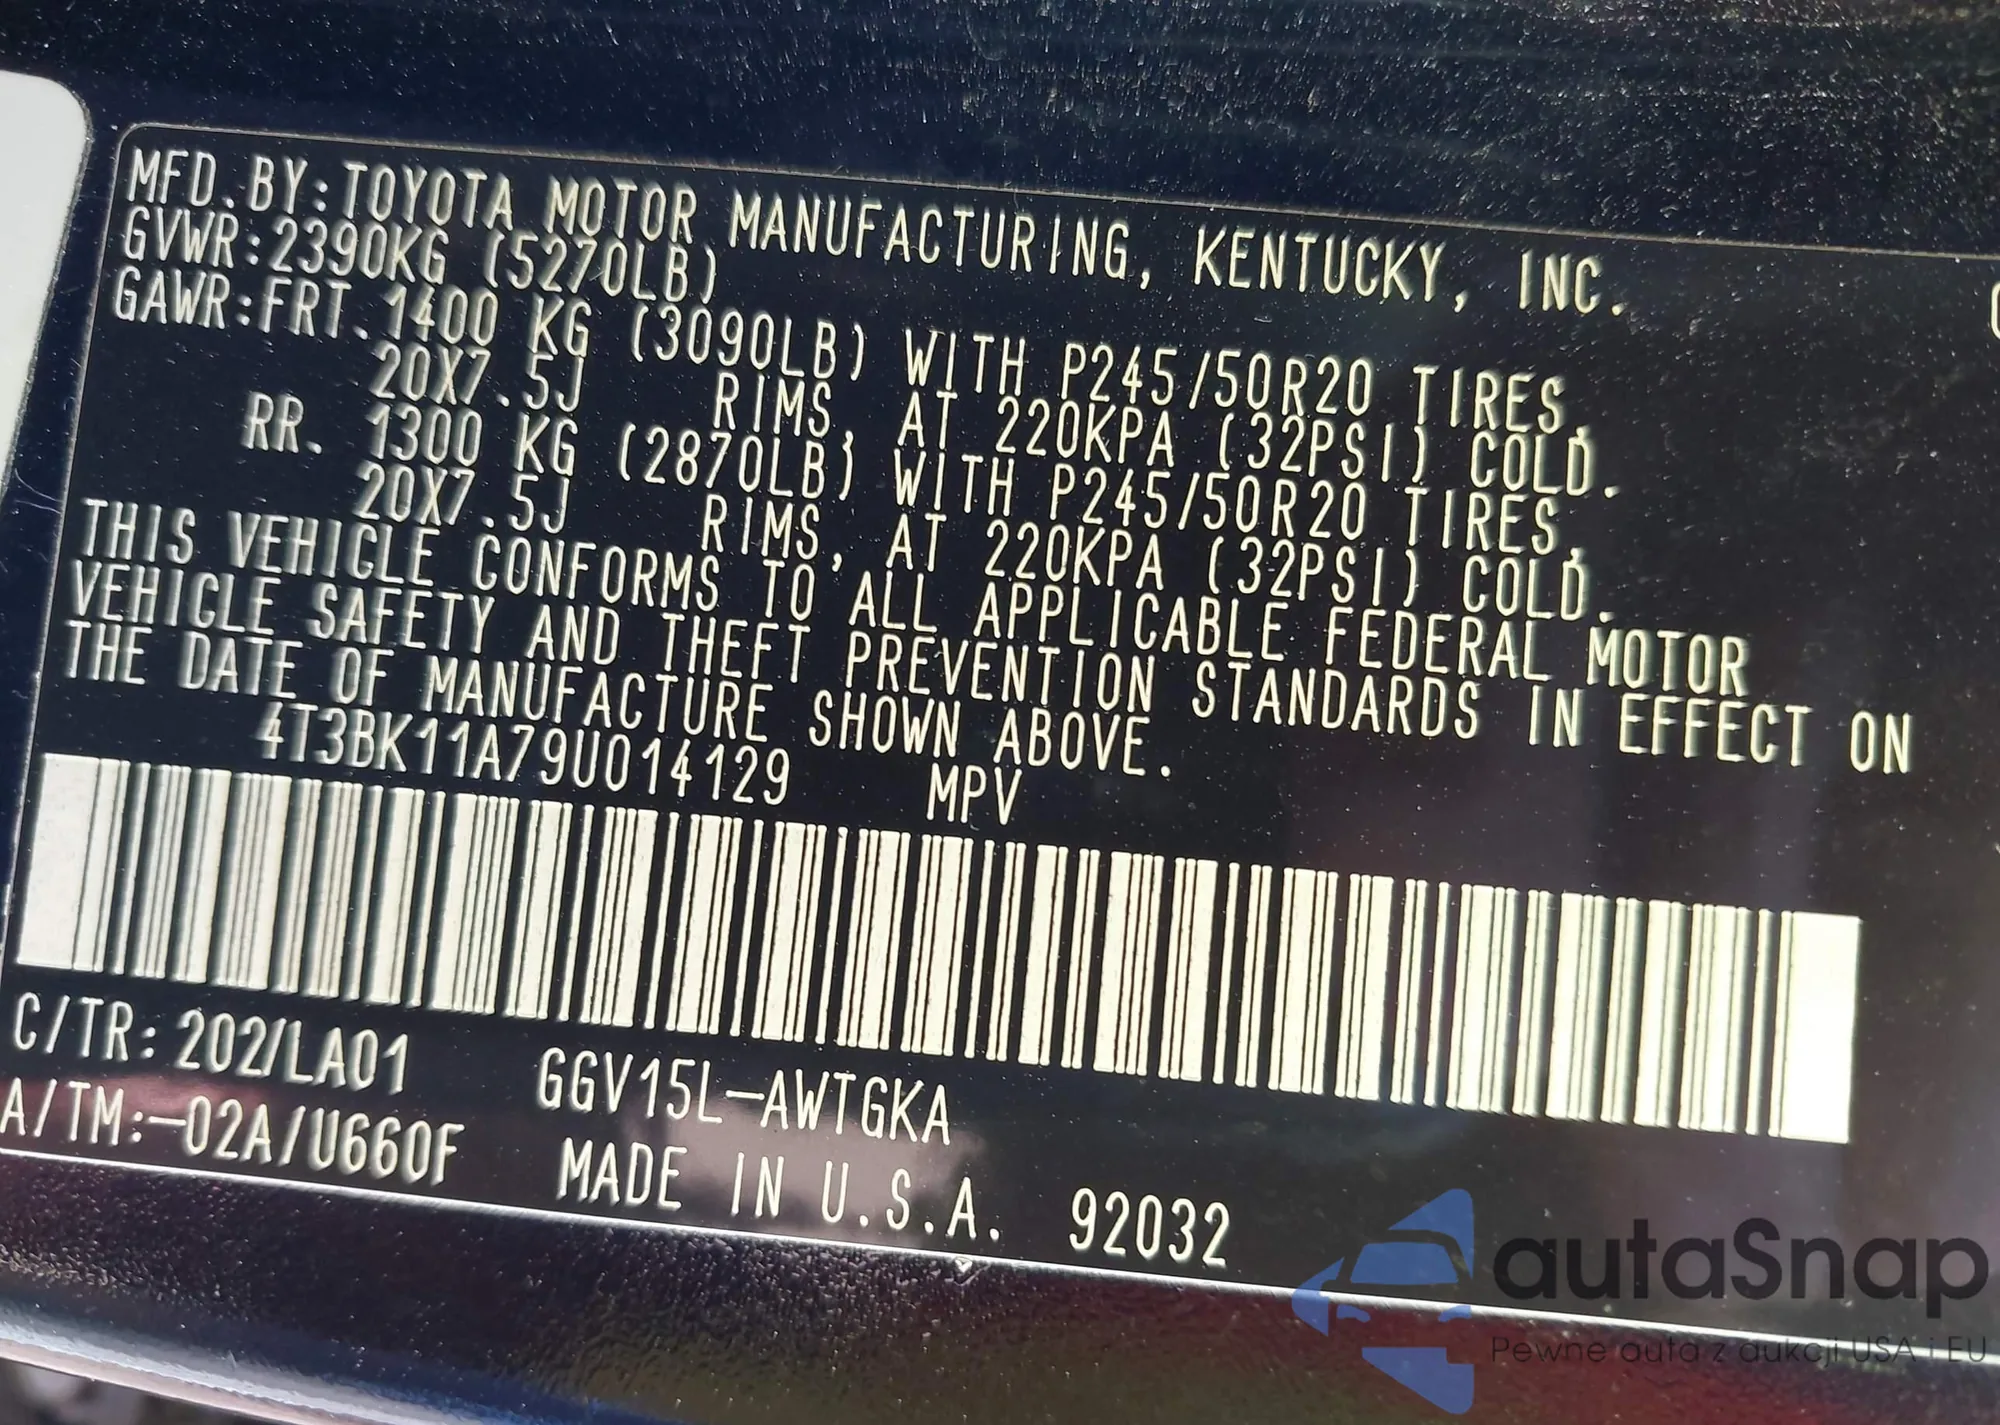 MFD.BY:TOYOTA MOTOR MANUFACTURING, KENTUCKY, INC.
GVWR:2390KG (5270LB)
GAWR:FRT.1400 KG (3090LB) WITH P245/50R20 TIRES,
20X7.5J RIMS, AT 220KPA (32PSI) COLD.
RR. 1300 KG (2870LB) WITH P245/50R20 TIRES,
20X7.5J RIMS, AT 220KPA (32PSI) COLD.
THIS VEHICLE CONFORMS TO ALL APPLICABLE FEDERAL MOTOR
VEHICLE SAFETY AND THEFT PREVENTION STANDARDS IN EFFECT ON
THE DATE OF MANUFACTURE SHOWN ABOVE.
4T3BK11A79U014129 MPV
C/TR: 202/LA01 GGV15L-AWTGKA
A/TM:-02A/U660F MADE IN U.S.A. 92032
autaSnap
Pewne auta z aukcji USA i EU